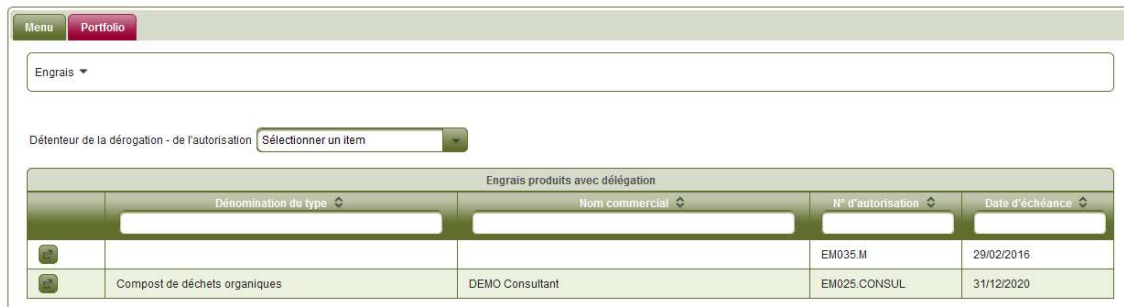 Menu Portfolio
Engrais
Détenteur de la dérogation - de l'autorisation Sélectionner un item
Engrais produits avec délégation
Dénomination du type Nom commercial N° d'autorisation Date d'échéance
EM035.M 29/02/2016
Compost de déchets organiques DEMO Consultant EM025.CONSUL 31/12/2020